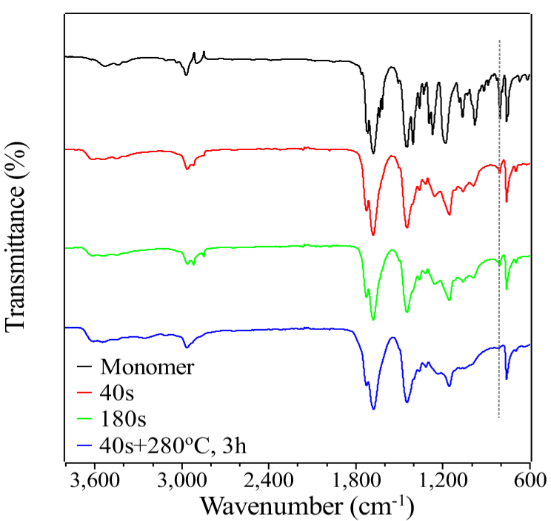 Transmittance (%)
Monomer
40s
180s
40s+280°C, 3h
3,600 3,000 2,400 1,800 1,200 600
Wavenumber (cm⁻¹)